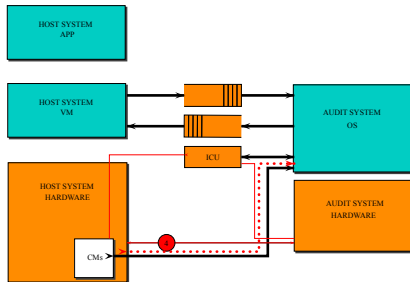 HOST SYSTEM
APP
HOST SYSTEM
VM
AUDIT SYSTEM
OS
ICU
HOST SYSTEM
HARDWARE
AUDIT SYSTEM
HARDWARE
CMs